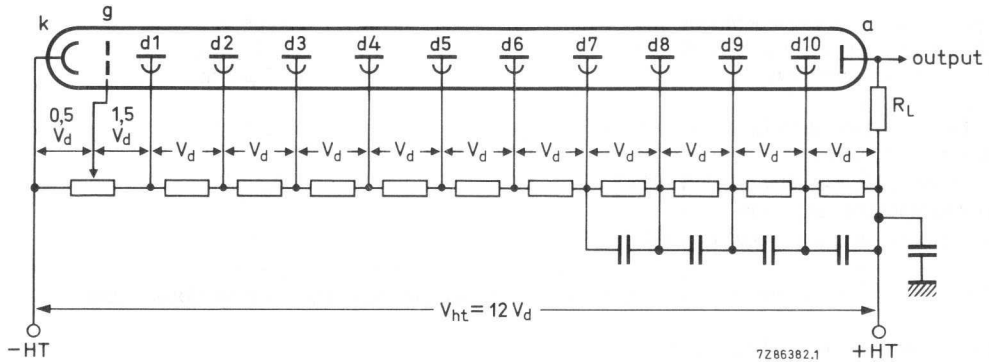 k g d1 d2 d3 d4 d5 d6 d7 d8 d9 d10 a
output
R_L
0,5 V_d 1,5 V_d V_d V_d V_d V_d V_d V_d V_d V_d V_d V_d
V_ht = 12 V_d
-HT +HT
7Z86382.1